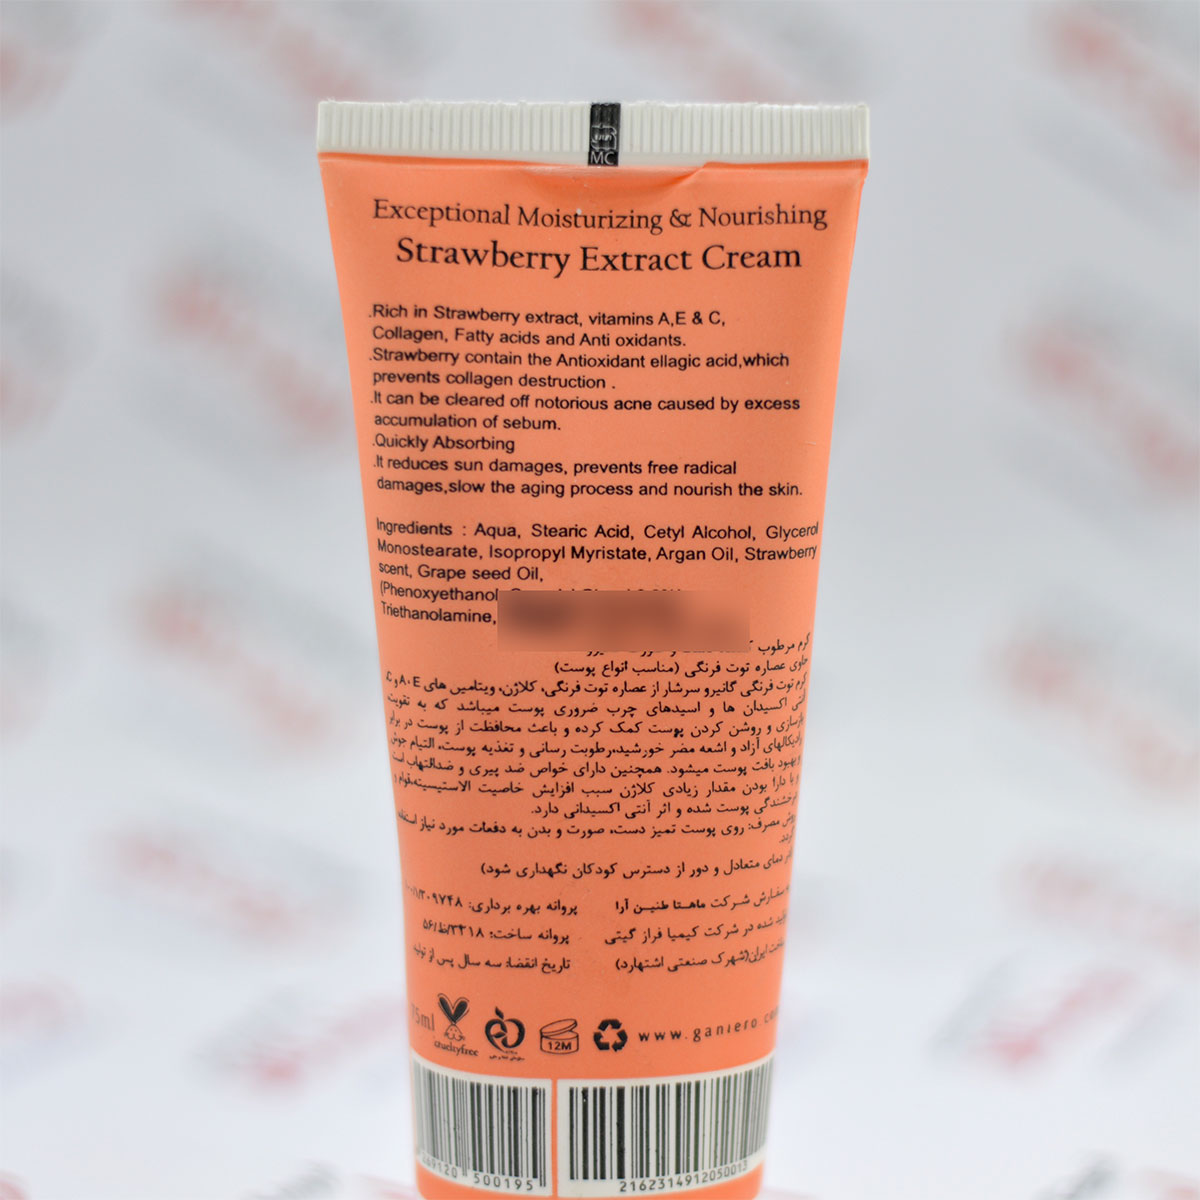 MC
Exceptional Moisturizing & Nourishing
Strawberry Extract Cream
.Rich in Strawberry extract, vitamins A,E & C,
Collagen, Fatty acids and Anti oxidants.
.Strawberry contain the Antioxidant ellagic acid,which
prevents collagen destruction .
.It can be cleared off notorious acne caused by excess
accumulation of sebum.
.Quickly Absorbing
.It reduces sun damages, prevents free radical
damages,slow the aging process and nourish the skin.
Ingredients : Aqua, Stearic Acid, Cetyl Alcohol, Glycerol
Monostearate, Isopropyl Myristate, Argan Oil, Strawberry
scent, Grape seed Oil,
(Phenoxyethanol
Triethanolamine,
کرم مرطوب
حاوی عصاره توت فرنگی (مناسب انواع پوست)
کرم توت فرنگی گانیرو سرشار از عصاره توت فرنگی، کلاژن، ویتامین های A، E و C،
آنتی اکسیدان ها و اسیدهای چرب ضروری پوست میباشد که به تقویت
بازسازی و روشن کردن پوست کمک کرده و باعث محافظت از پوست در برابر
رادیکالهای آزاد و اشعه مضر خورشید،رطوبت رسانی و تغذیه پوست، التیام جوش
و بهبود بافت پوست میشود. همچنین دارای خواص ضد پیری و ضدالتهاب است
و با دارا بودن مقدار زیادی کلاژن سبب افزایش خاصیت الاستیسیته،قوام و
درخشندگی پوست شده و اثر آنتی اکسیدانی دارد.
روش مصرف: روی پوست تمیز دست، صورت و بدن به دفعات مورد نیاز استفاده
گردد.
دمای متعادل و دور از دسترس کودکان نگهداری شود)
سفارش شرکت ماهتا طنین آرا پروانه بهره برداری: ۱/۳۰۹۷۴۸
تولید شده در شرکت کیمیا فراز گیتی پروانه ساخت: ۵۶/ظ/۳۳۱۸
ساخت ایران(شهرک صنعتی اشتهارد) تاریخ انقضا: سه سال پس از تولید
75ml crueltyfree 12M www.ganiero.com
269120 500195 2162314912050013